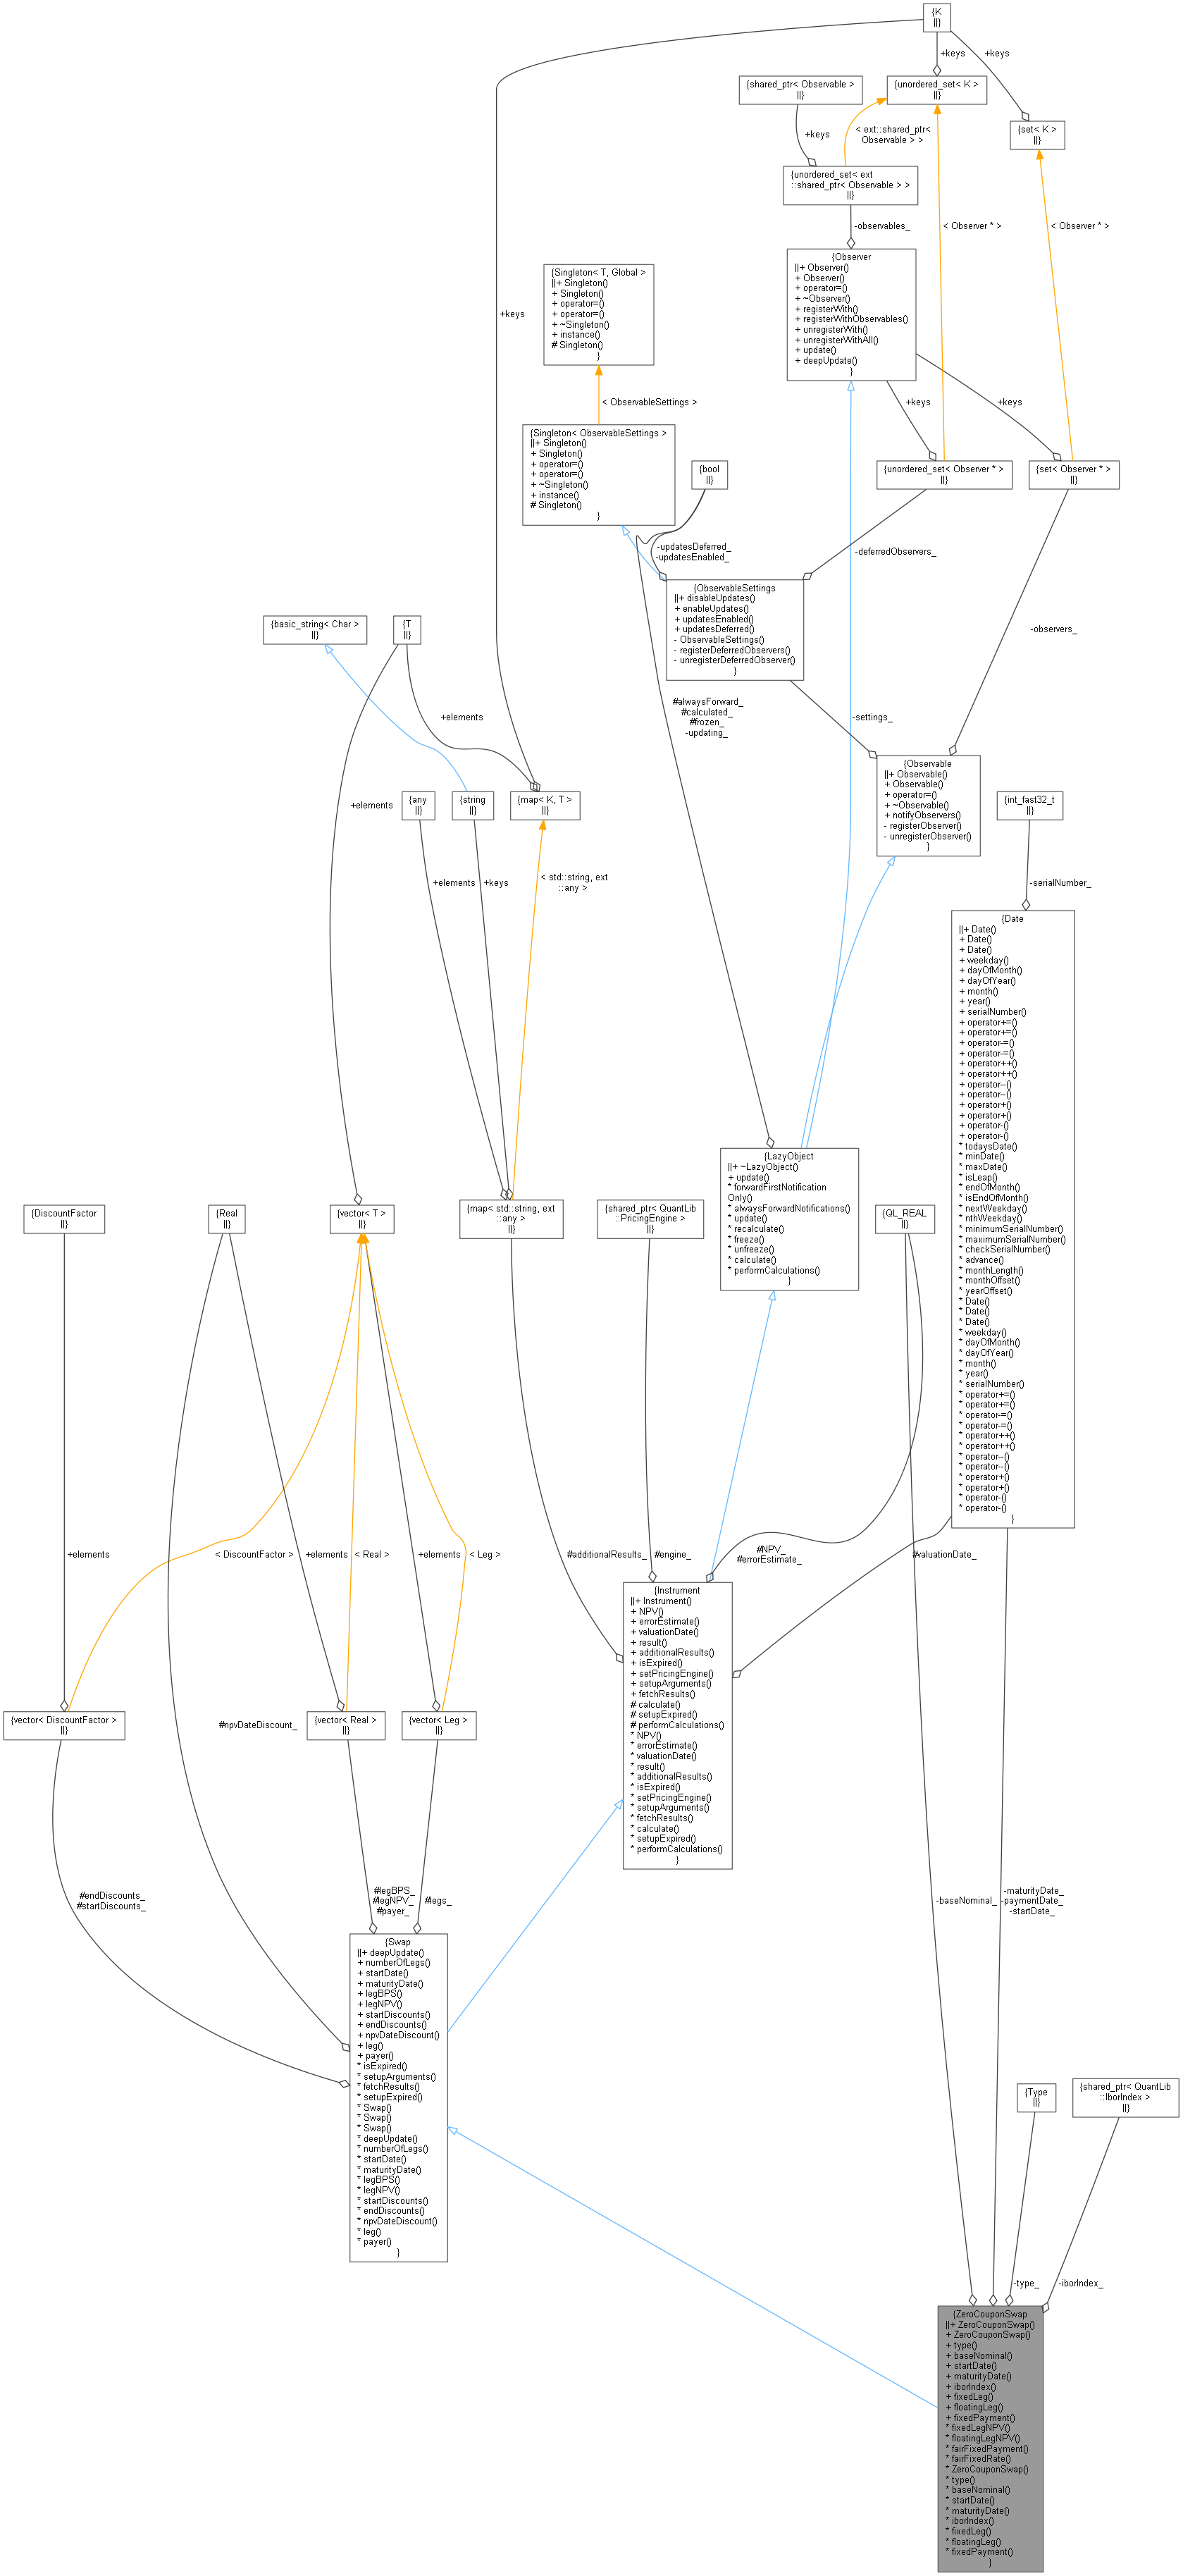 {K
||}
+keys
+keys
{shared_ptr< Observable >
||}
{unordered_set< K >
||}
{set< K >
||}
+keys
< ext::shared_ptr<
Observable > >
{unordered_set< ext
::shared_ptr< Observable > >
||}
-observables_
< Observer * >
< Observer * >
{Observer
||+ Observer()
+ Observer()
+ operator=()
+ ~Observer()
+ registerWith()
+ registerWithObservables()
+ unregisterWith()
+ unregisterWithAll()
+ update()
+ deepUpdate()
}
{Singleton< T, Global >
||+ Singleton()
+ Singleton()
+ operator=()
+ operator=()
+ ~Singleton()
+ instance()
# Singleton()
}
+keys
< ObservableSettings >
+keys
+keys
{Singleton< ObservableSettings >
||+ Singleton()
+ Singleton()
+ operator=()
+ operator=()
+ ~Singleton()
+ instance()
# Singleton()
}
{bool
||}
{unordered_set< Observer * >
||}
{set< Observer * >
||}
-updatesDeferred_
-updatesEnabled_
-deferredObservers_
{ObservableSettings
||+ disableUpdates()
+ enableUpdates()
+ updatesEnabled()
+ updatesDeferred()
- ObservableSettings()
- registerDeferredObservers()
- unregisterDeferredObserver()
}
-observers_
{basic_string< Char >
||}
{T
||}
+elements
#alwaysForward_
#calculated_
#frozen_
-updating_
-settings_
{Observable
||+ Observable()
+ Observable()
+ operator=()
+ ~Observable()
+ notifyObservers()
- registerObserver()
- unregisterObserver()
}
+elements
{any
||}
{string
||}
{map< K, T >
||}
{int_fast32_t
||}
+elements
+keys
< std::string, ext
::any >
-serialNumber_
{Date
||+ Date()
+ Date()
+ Date()
+ weekday()
+ dayOfMonth()
+ dayOfYear()
+ month()
+ year()
+ serialNumber()
+ operator+=()
+ operator+=()
+ operator-=()
+ operator-=()
+ operator++()
+ operator++()
+ operator--()
+ operator--()
+ operator+()
+ operator+()
+ operator-()
+ operator-()
* todaysDate()
* minDate()
* maxDate()
* isLeap()
* endOfMonth()
* isEndOfMonth()
* nextWeekday()
* nthWeekday()
* minimumSerialNumber()
* maximumSerialNumber()
* checkSerialNumber()
* advance()
* monthLength()
* monthOffset()
* yearOffset()
* Date()
* Date()
* Date()
* weekday()
* dayOfMonth()
* dayOfYear()
* month()
* year()
* serialNumber()
* operator+=()
* operator+=()
* operator-=()
* operator-=()
* operator++()
* operator++()
* operator--()
* operator--()
* operator+()
* operator+()
* operator-()
* operator-()
}
{LazyObject
||+ ~LazyObject()
+ update()
* forwardFirstNotification
Only()
* alwaysForwardNotifications()
* update()
* recalculate()
* freeze()
* unfreeze()
* calculate()
* performCalculations()
}
{DiscountFactor
||}
{Real
||}
{vector< T >
||}
{map< std::string, ext
::any >
||}
{shared_ptr< QuantLib
::PricingEngine >
||}
{QL_REAL
||}
+elements
< DiscountFactor >
+elements
< Real >
+elements
< Leg >
#additionalResults_
#engine_
#NPV_
#errorEstimate_
#valuationDate_
{Instrument
||+ Instrument()
+ NPV()
+ errorEstimate()
+ valuationDate()
+ result()
+ additionalResults()
+ isExpired()
+ setPricingEngine()
+ setupArguments()
+ fetchResults()
# calculate()
# setupExpired()
# performCalculations()
* NPV()
* errorEstimate()
* valuationDate()
* result()
* additionalResults()
* isExpired()
* setPricingEngine()
* setupArguments()
* fetchResults()
* calculate()
* setupExpired()
* performCalculations()
}
{vector< DiscountFactor >
||}
#npvDateDiscount_
{vector< Real >
||}
{vector< Leg >
||}
#endDiscounts_
#startDiscounts_
#legBPS_
#legNPV_
#payer_
#legs_
-baseNominal_
-maturityDate_
-paymentDate_
-startDate_
{Swap
||+ deepUpdate()
+ numberOfLegs()
+ startDate()
+ maturityDate()
+ legBPS()
+ legNPV()
+ startDiscounts()
+ endDiscounts()
+ npvDateDiscount()
+ leg()
+ payer()
* isExpired()
* setupArguments()
* fetchResults()
* setupExpired()
* Swap()
* Swap()
* Swap()
* deepUpdate()
* numberOfLegs()
* startDate()
* maturityDate()
* legBPS()
* legNPV()
* startDiscounts()
* endDiscounts()
* npvDateDiscount()
* leg()
* payer()
}
{Type
||}
{shared_ptr< QuantLib
::IborIndex >
||}
-type_
-iborIndex_
{ZeroCouponSwap
||+ ZeroCouponSwap()
+ ZeroCouponSwap()
+ type()
+ baseNominal()
+ startDate()
+ maturityDate()
+ iborIndex()
+ fixedLeg()
+ floatingLeg()
+ fixedPayment()
* fixedLegNPV()
* floatingLegNPV()
* fairFixedPayment()
* fairFixedRate()
* ZeroCouponSwap()
* type()
* baseNominal()
* startDate()
* maturityDate()
* iborIndex()
* fixedLeg()
* floatingLeg()
* fixedPayment()
}